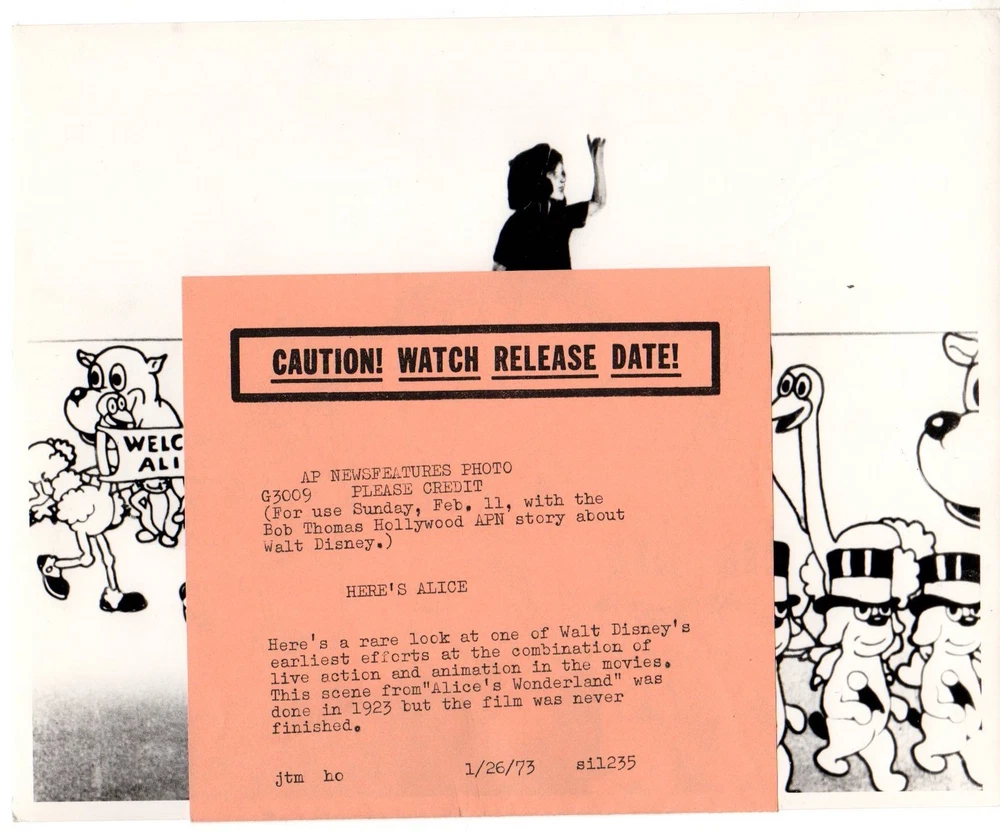 CAUTION! WATCH RELEASE DATE!
WELC
ALI
AP NEWSFEATURES PHOTO
G3009 PLEASE CREDIT
(For use Sunday, Feb. 11, with the
Bob Thomas Hollywood APN story about
Walt Disney.)
HERE'S ALICE
Here's a rare look at one of Walt Disney's
earliest efforts at the combination of
live action and animation in the movies.
This scene from"Alice's Wonderland" was
done in 1923 but the film was never
finished.
jtm ho 1/26/73 sil235